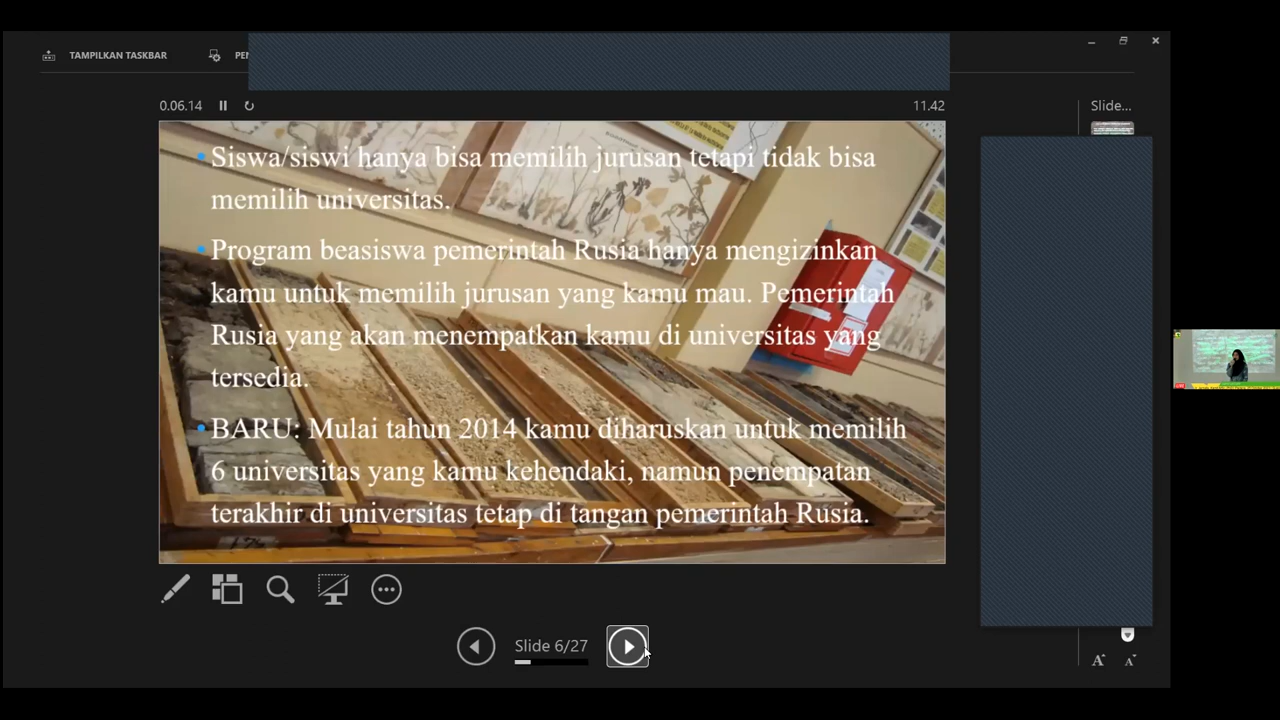 TAMPILKAN TASKBAR
0.06.14
11.42
Slide...
Siswa/siswi hanya bisa memilih jurusan tetapi tidak bisa
memilih universitas.
Program beasiswa pemerintah Rusia hanya mengizinkan
kamu untuk memilih jurusan yang kamu mau. Pemerintah
Rusia yang akan menempatkan kamu di universitas yang
tersedia.
BARU: Mulai tahun 2014 kamu diharuskan untuk memilih
6 universitas yang kamu kehendaki, namun penempatan
terakhir di universitas tetap di tangan pemerintah Rusia.
Slide 6/27
A A